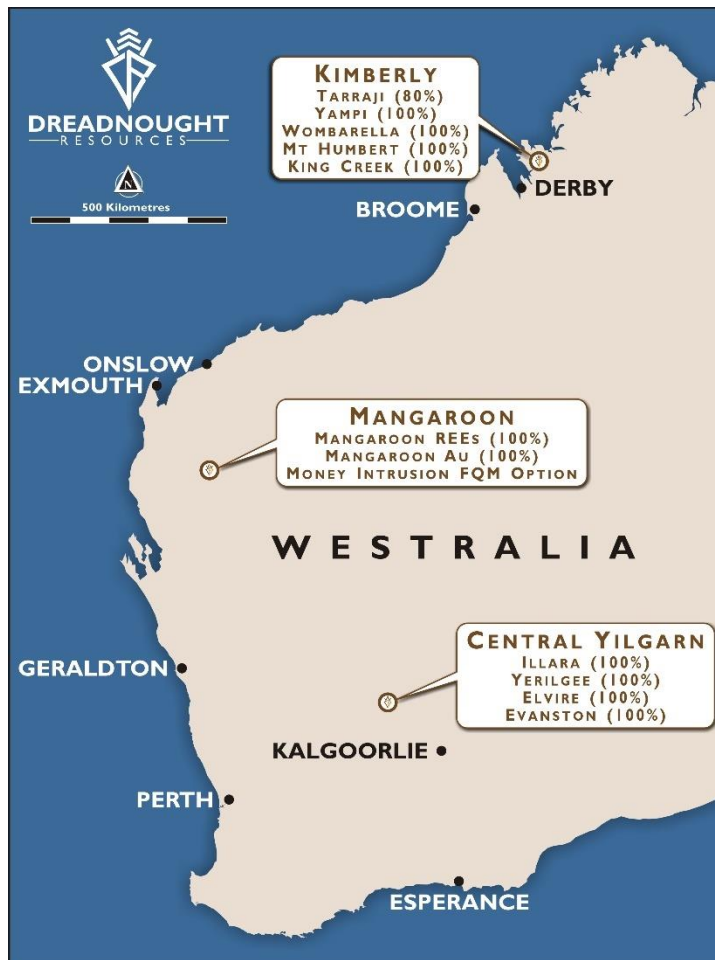 DREADNOUGHT
RESOURCES
N
500 Kilometres
KIMBERLY
TARRAJI (80%)
YAMPI (100%)
WOMBARELLA (100%)
MT HUMBERT (100%)
KING CREEK (100%)
DERBY
BROOME
ONSLOW
EXMOUTH
MANGAROON
MANGAROON REES (100%)
MANGAROON AU (100%)
MONEY INTRUSION FQM OPTION
WESTRALIA
CENTRAL YILGARN
ILLARA (100%)
YERILGEE (100%)
ELVIRE (100%)
EVANSTON (100%)
GERALDTON
KALGOORLIE
PERTH
ESPERANCE